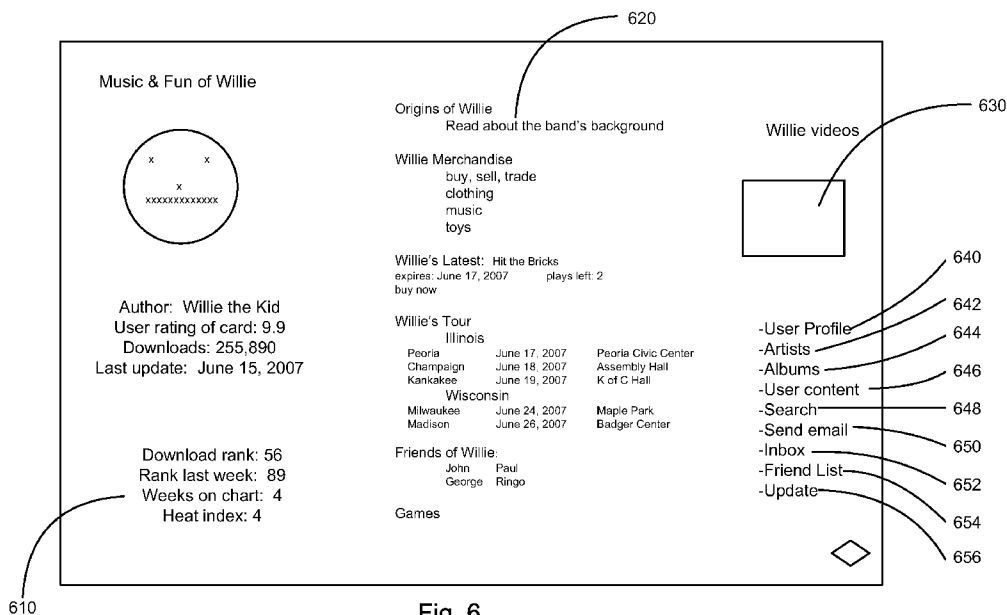 620
Music & Fun of Willie
x x
x
xxxxxxxxxxxxx
Author: Willie the Kid
User rating of card: 9.9
Downloads: 255,890
Last update: June 15, 2007
Download rank: 56
Rank last week: 89
Weeks on chart: 4
Heat index: 4
610
Origins of Willie
Read about the band's background
Willie Merchandise
buy, sell, trade
clothing
music
toys
Willie's Latest: Hit the Bricks
expires: June 17, 2007 plays left: 2
buy now
Willie's Tour
Illinois
Peoria June 17, 2007 Peoria Civic Center
Champaign June 18, 2007 Assembly Hall
Kankakee June 19, 2007 K of C Hall
Wisconsin
Milwaukee June 24, 2007 Maple Park
Madison June 26, 2007 Badger Center
Friends of Willie:
John Paul
George Ringo
Games
Willie videos
630
-User Profile 640
-Artists 642
-Albums 644
-User content 646
-Search 648
-Send email 650
-Inbox 652
-Friend List 654
-Update 656
Fig. 6